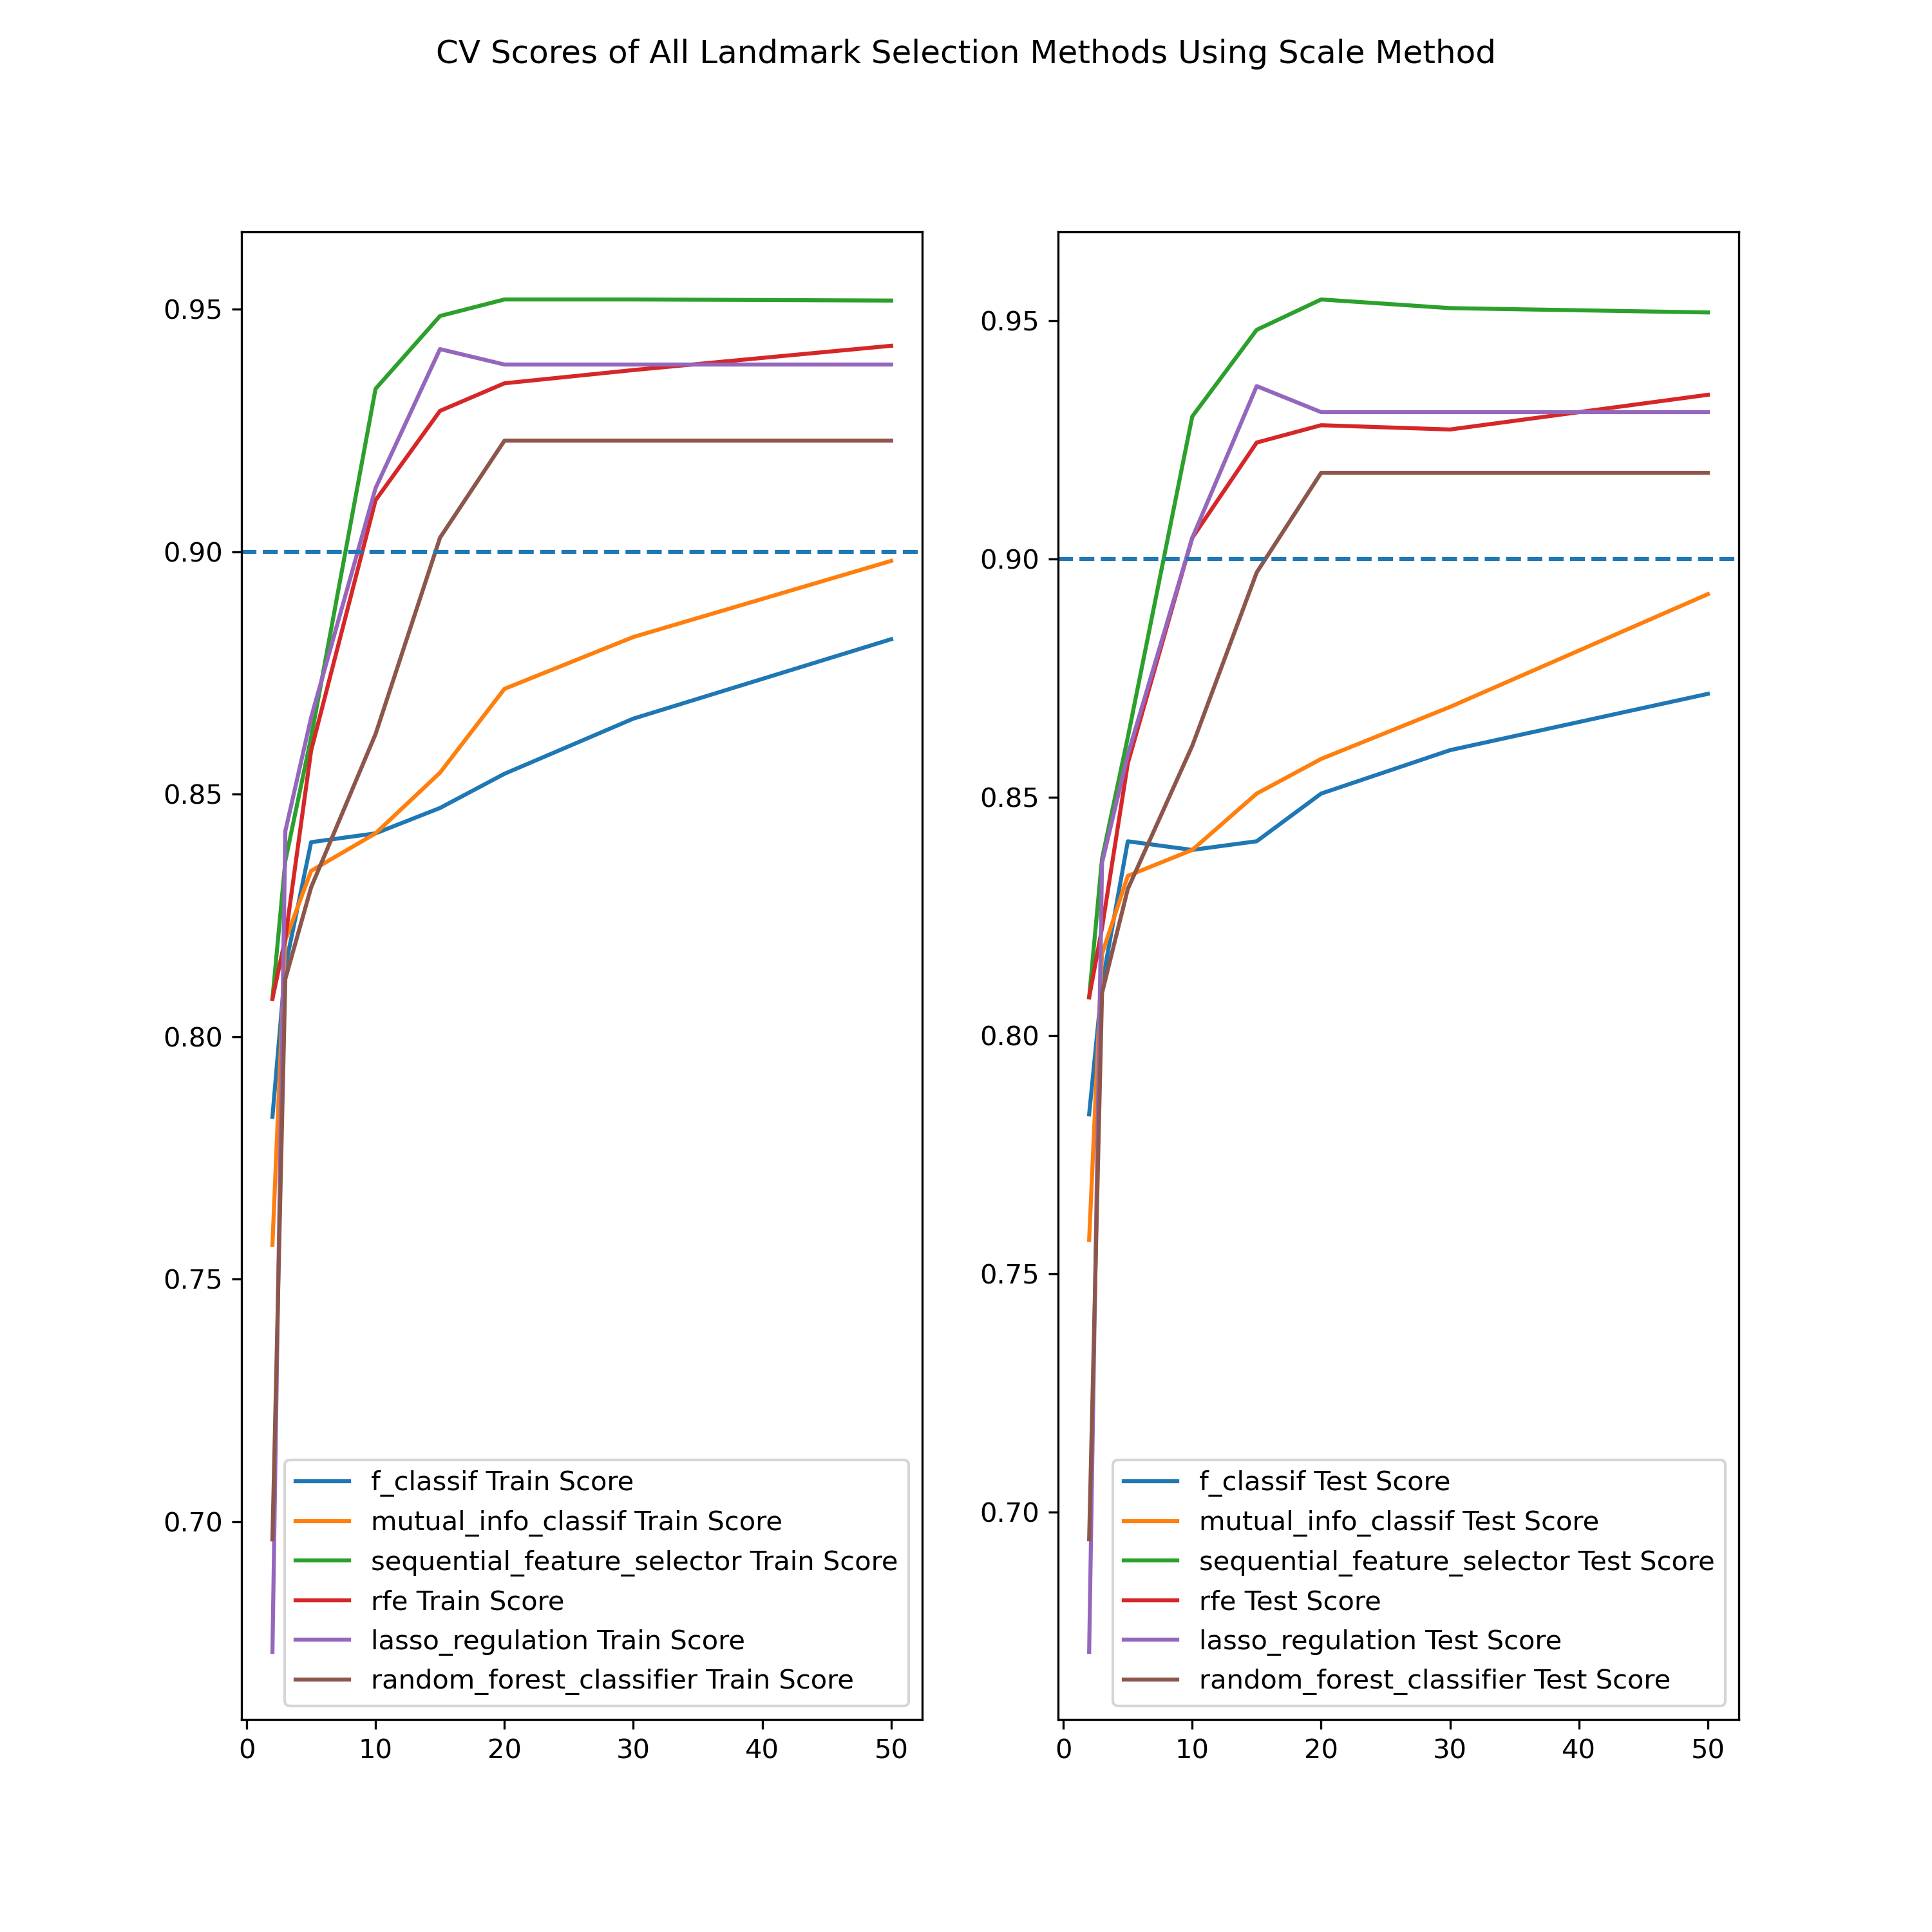 CV Scores of All Landmark Selection Methods Using Scale Method
0.95
0.90
0.85
0.80
0.75
0.70
f_classif Train Score
mutual_info_classif Train Score
sequential_feature_selector Train Score
rfe Train Score
lasso_regulation Train Score
random_forest_classifier Train Score
0 10 20 30 40 50
0.95
0.90
0.85
0.80
0.75
0.70
f_classif Test Score
mutual_info_classif Test Score
sequential_feature_selector Test Score
rfe Test Score
lasso_regulation Test Score
random_forest_classifier Test Score
0 10 20 30 40 50